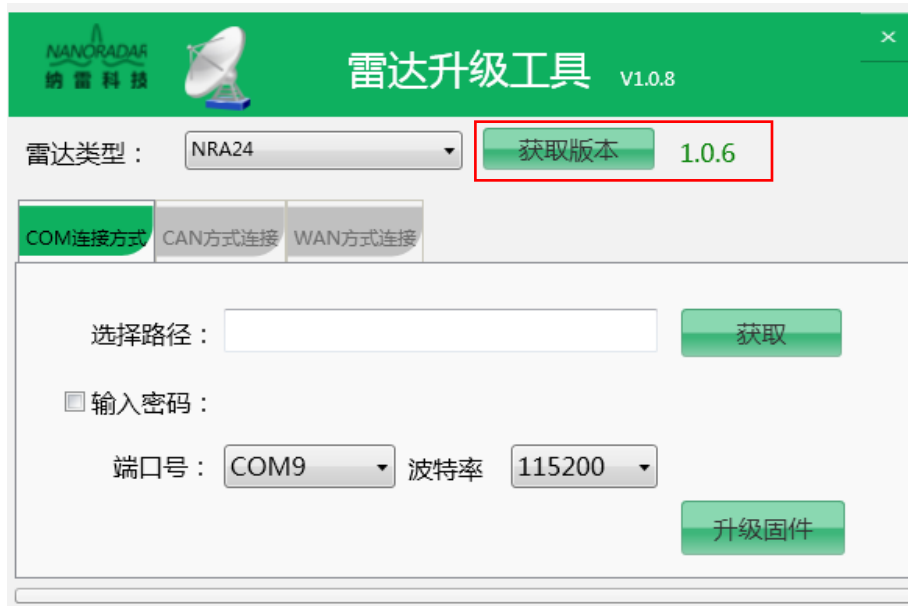 NANORADAR
纳雷科技
雷达升级工具 V1.0.8
×
雷达类型： NRA24 获取版本 1.0.6
COM连接方式 CAN方式连接 WAN方式连接
选择路径： 获取
输入密码：
端口号： COM9 波特率 115200
升级固件